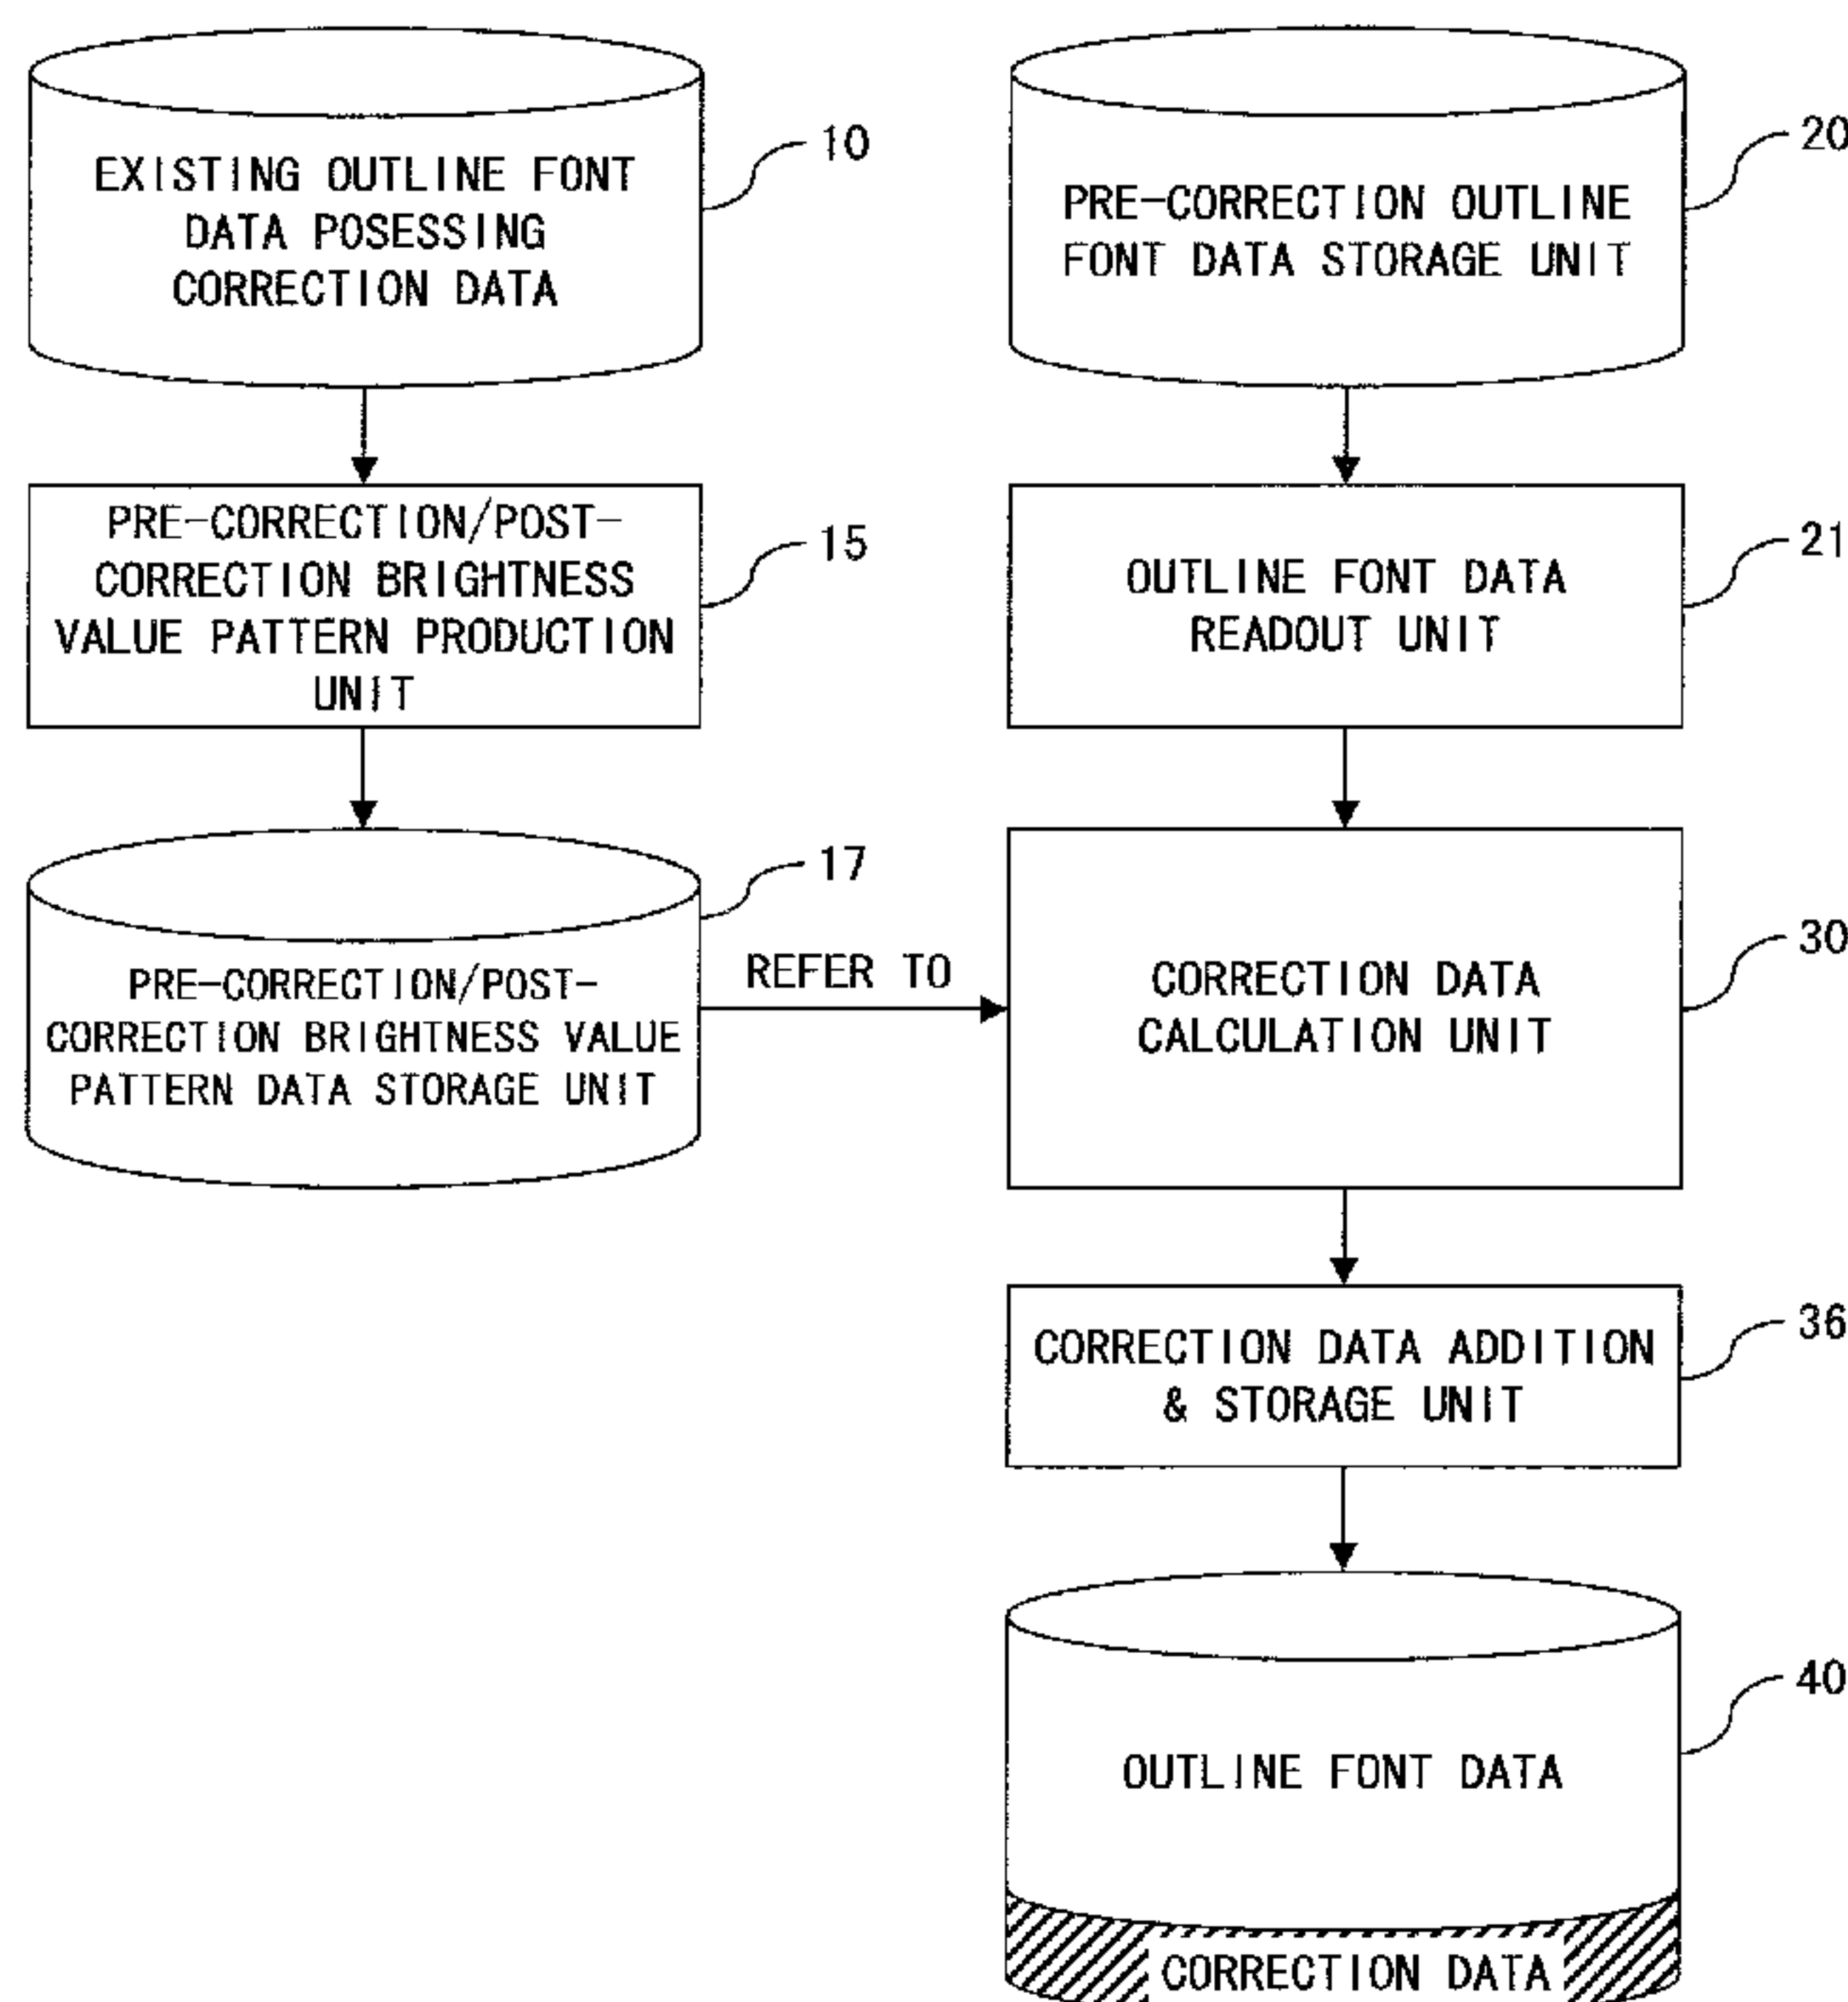 EXISTING OUTLINE FONT
DATA POSESSING
CORRECTION DATA
10
PRE-CORRECTION OUTLINE
FONT DATA STORAGE UNIT
20
PRE-CORRECTION/POST-
CORRECTION BRIGHTNESS
VALUE PATTERN PRODUCTION
UNIT
15
OUTLINE FONT DATA
READOUT UNIT
21
PRE-CORRECTION/POST-
CORRECTION BRIGHTNESS VALUE
PATTERN DATA STORAGE UNIT
17
REFER TO
CORRECTION DATA
CALCULATION UNIT
30
CORRECTION DATA ADDITION
& STORAGE UNIT
36
OUTLINE FONT DATA
40
CORRECTION DATA